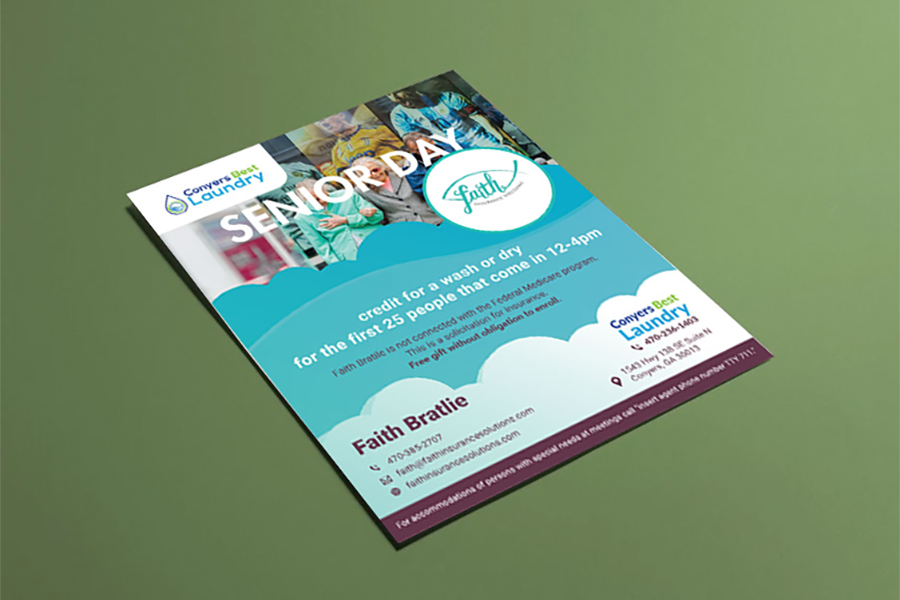 Conyers Best
Laundry
SENIOR DAY
faith
credit for a wash or dry
for the first 25 people that come in 12-4pm
Faith Bratlie is not connected with the Federal Medicare program.
This is a solicitation for insurance.
Free gift without obligation to enroll.
Conyers Best
Laundry
470-236-1403
1543 Hwy 138 SE Suite N
Conyers, GA 30013
Faith Bratlie
470-385-2707
faith@faithinsurancesolutions.com
faithinsurancesolutions.com
For accommodations of persons with special needs at meetings call "insert agent phone number TTY 711."